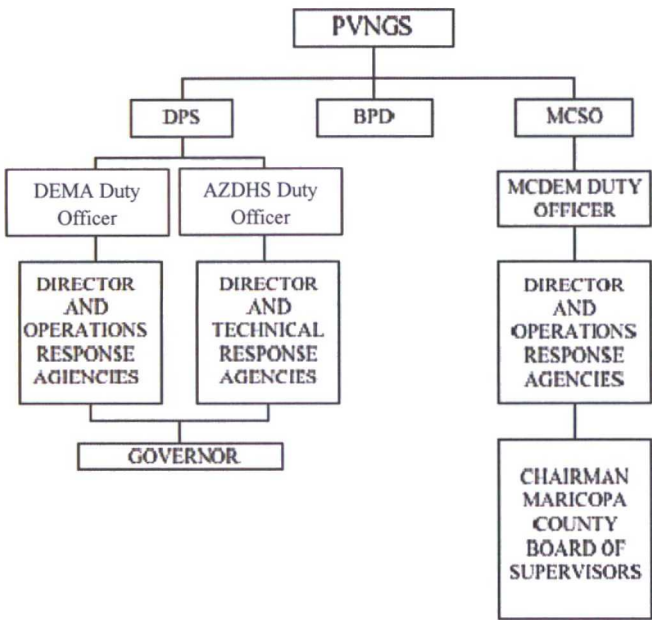 PVNGS
DPS
BPD
MCSO
DEMA Duty
Officer
AZDHS Duty
Officer
MCDEM DUTY
OFFICER
DIRECTOR
AND
OPERATIONS
RESPONSE
AGIENCIES
DIRECTOR
AND
TECHNICAL
RESPONSE
AGENCIES
DIRECTOR
AND
OPERATIONS
RESPONSE
AGENCIES
GOVERNOR
CHAIRMAN
MARICOPA
COUNTY
BOARD OF
SUPERVISORS